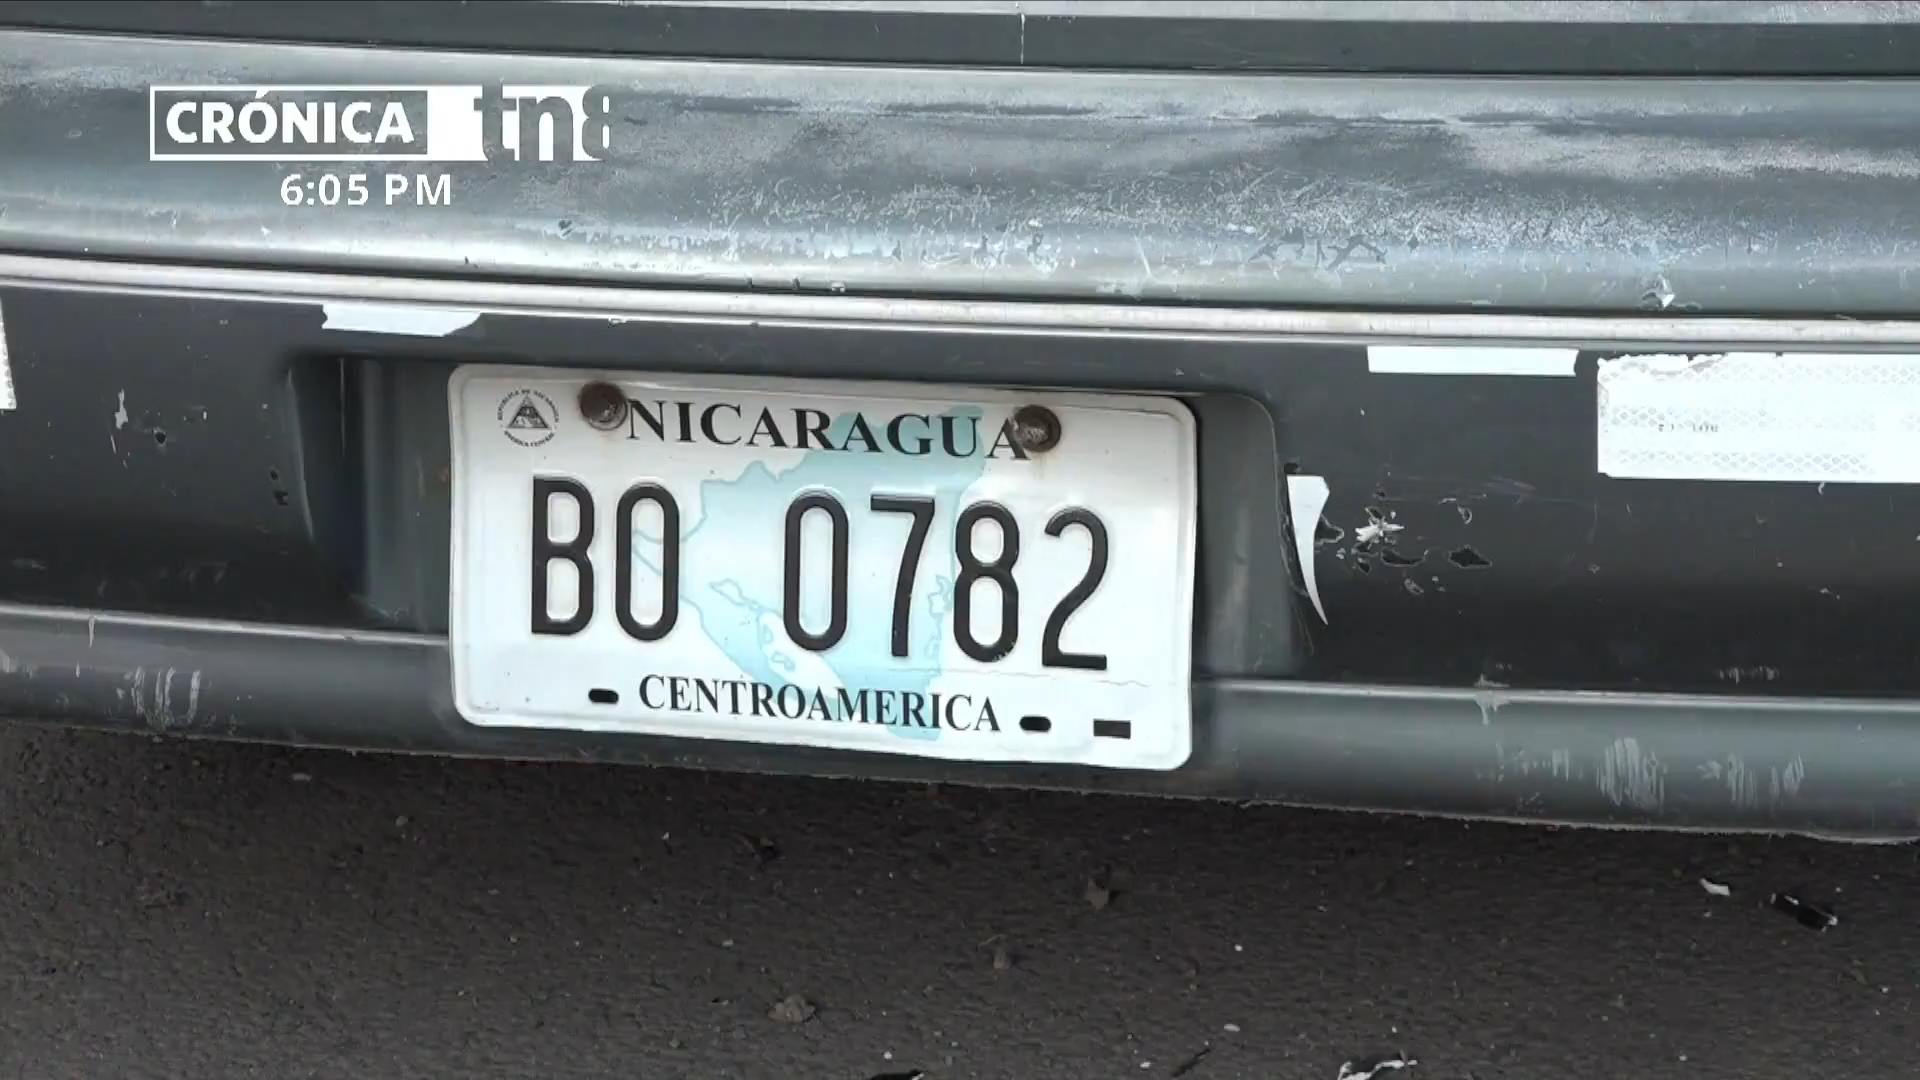 CRÓNICA tn8
6:05 PM
NICARAGUA
BO 0782
CENTROAMERICA